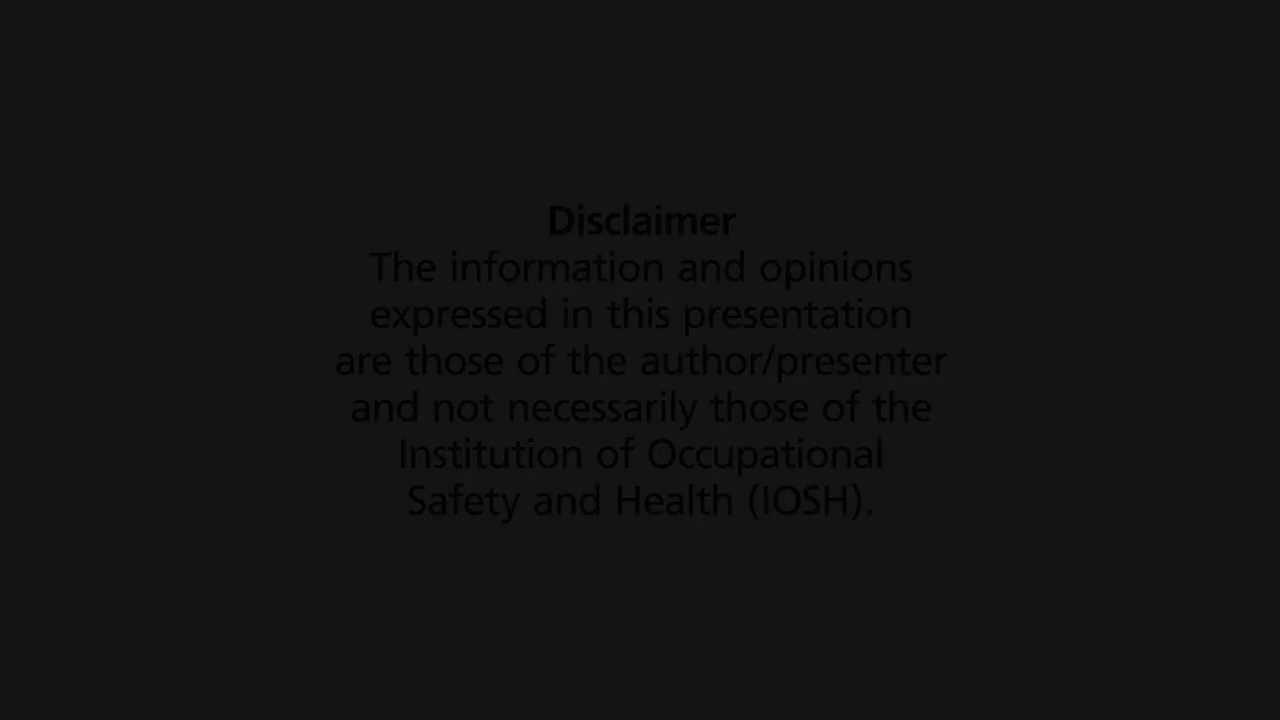 Disclaimer
The information and opinions
expressed in this presentation
are those of the author/presenter
and not necessarily those of the
Institution of Occupational
Safety and Health (IOSH).